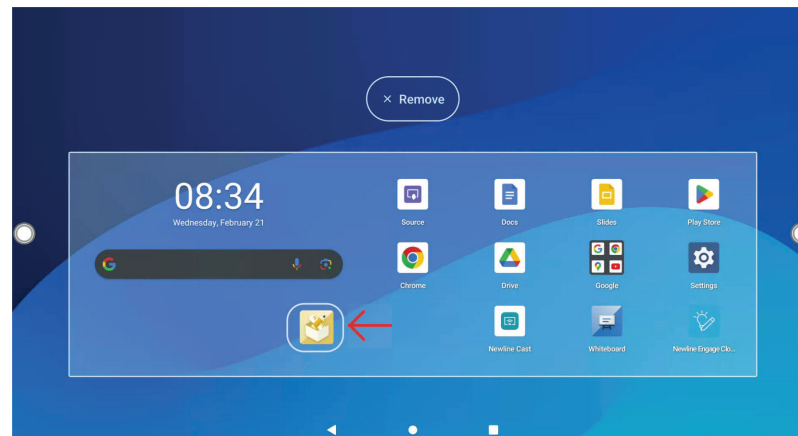 × Remove
08:34
Wednesday, February 21
Source
Docs
Slides
Play Store
Chrome
Drive
Google
Settings
Newline Cast
Whiteboard
Newline Engage Clo...